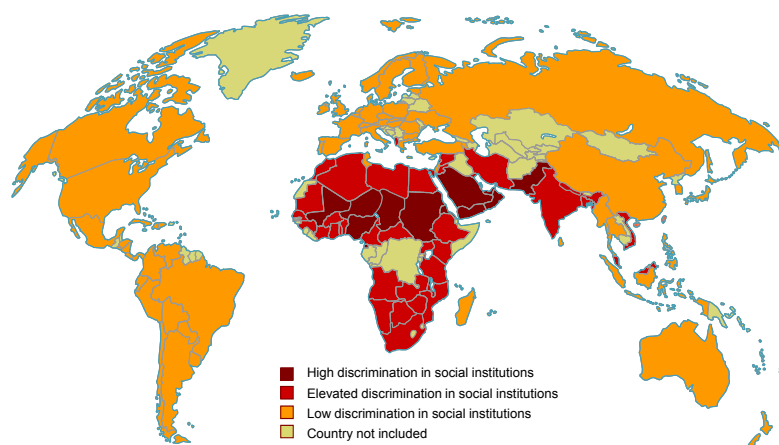 High discrimination in social institutions
Elevated discrimination in social institutions
Low discrimination in social institutions
Country not included